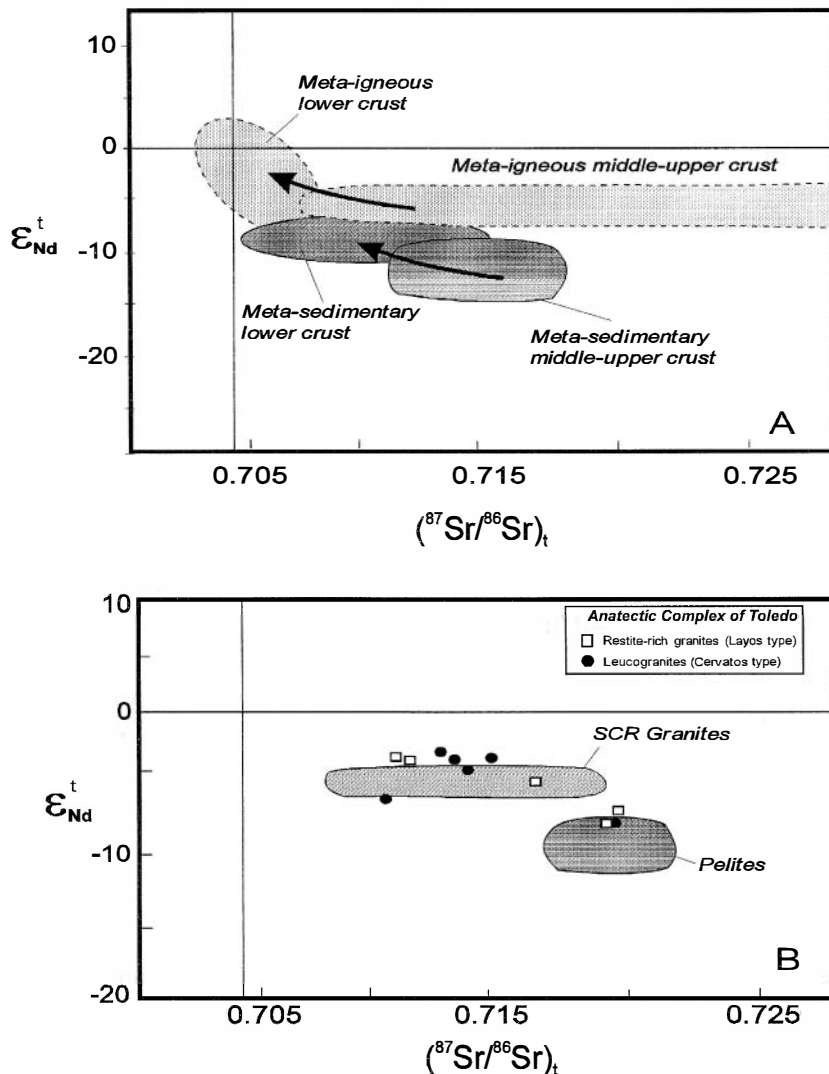 10
Meta-igneous
lower crust
0
Meta-igneous middle-upper crust
εNd^t
-10
Meta-sedimentary
lower crust
Meta-sedimentary
middle-upper crust
-20
A
0.705 0.715 0.725
(87Sr/86Sr)t
10
Anatectic Complex of Toledo
Restite-rich granites (Layos type)
Leucogranites (Cervatos type)
0
SCR Granites
εNd^t
-10
Pelites
B
-20
0.705 0.715 0.725
(87Sr/86Sr)t